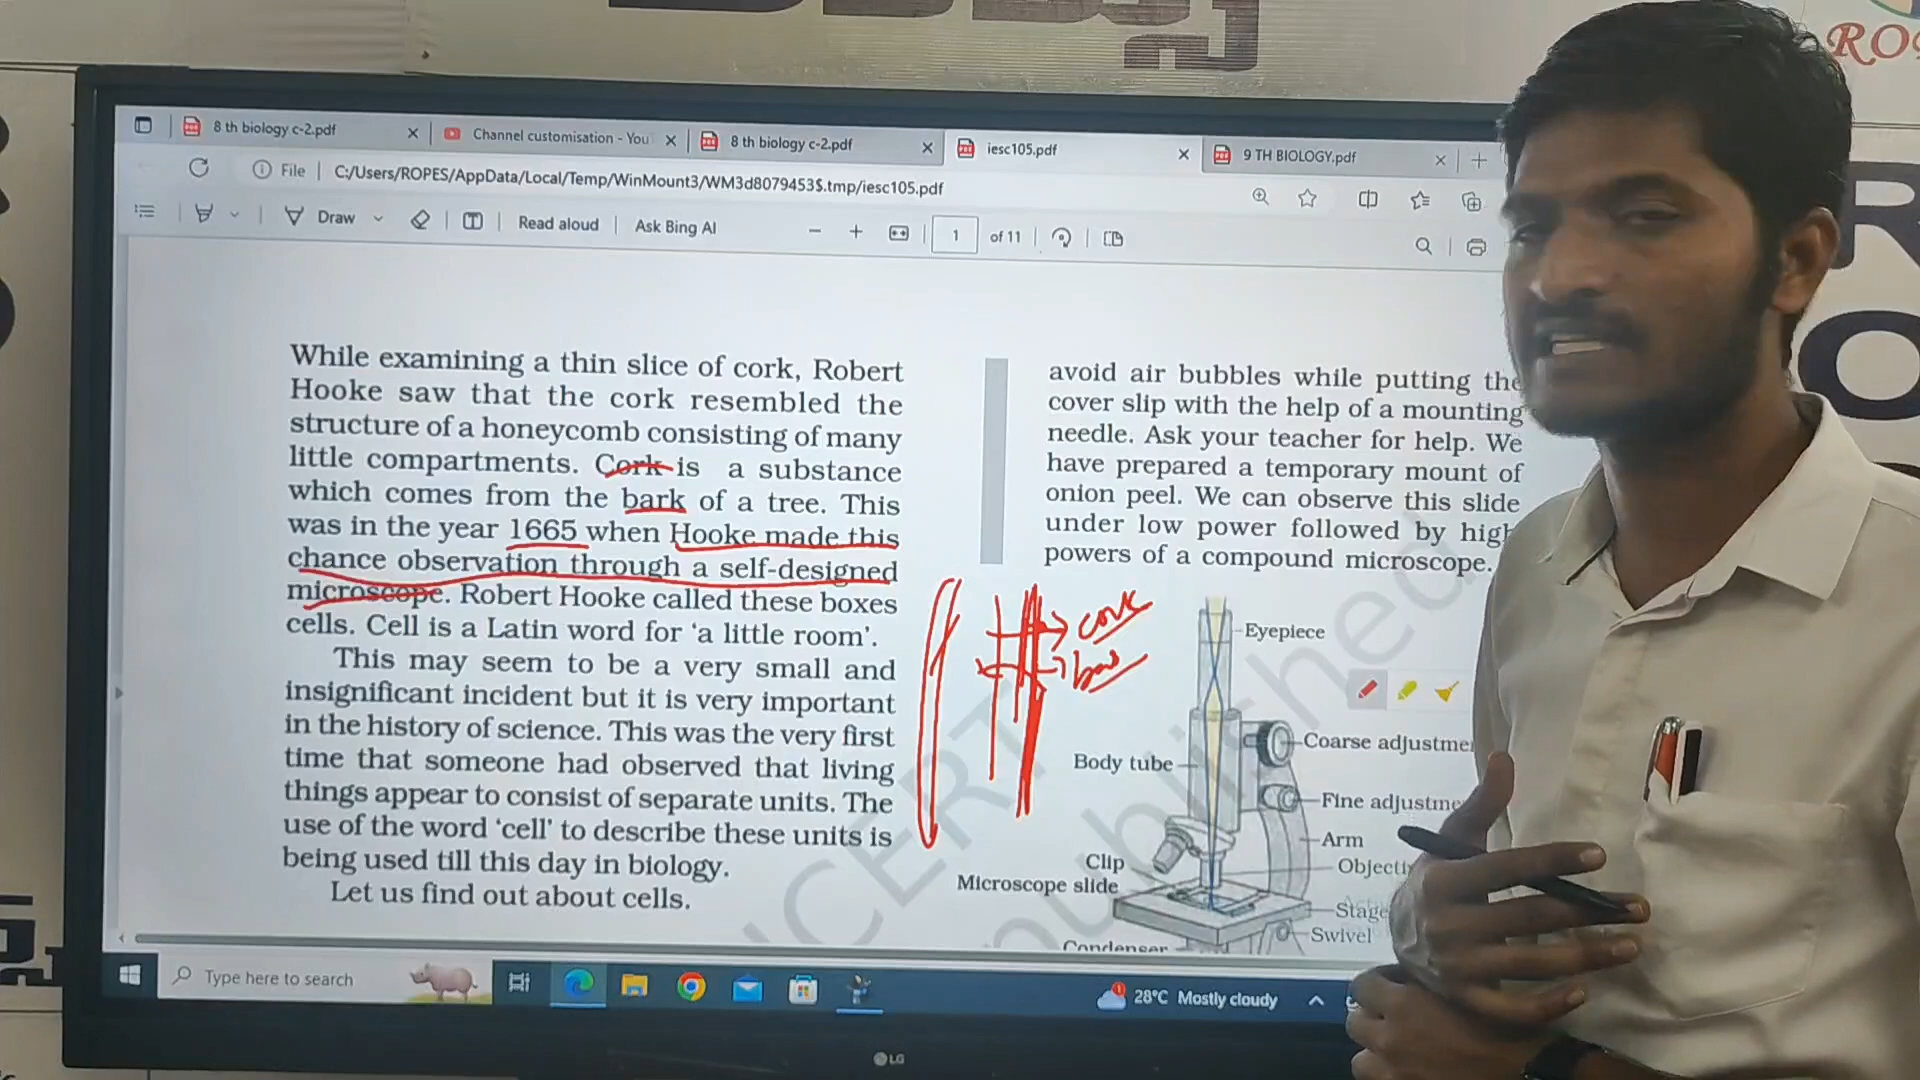 8 th biology c-2.pdf
Channel customisation - You
8 th biology c-2.pdf
iesc105.pdf
9 TH BIOLOGY.pdf
File
C:/Users/ROPES/AppData/Local/Temp/WinMount3/WM3d8079453$.tmp/iesc105.pdf
Draw
Read aloud
Ask Bing AI
1 of 11
While examining a thin slice of cork, Robert
Hooke saw that the cork resembled the
structure of a honeycomb consisting of many
little compartments. Cork is a substance
which comes from the bark of a tree. This
was in the year 1665 when Hooke made this
chance observation through a self-designed
microscope. Robert Hooke called these boxes
cells. Cell is a Latin word for ‘a little room’.
This may seem to be a very small and
insignificant incident but it is very important
in the history of science. This was the very first
time that someone had observed that living
things appear to consist of separate units. The
use of the word ‘cell’ to describe these units is
being used till this day in biology.
Let us find out about cells.
avoid air bubbles while putting the
cover slip with the help of a mounting
needle. Ask your teacher for help. We
have prepared a temporary mount of
onion peel. We can observe this slide
under low power followed by high
powers of a compound microscope.
cork
Eyepiece
Coarse adjustme
Body tube
Fine adjustme
Arm
Clip
Objecti
Microscope slide
Stage
Swivel
Condenser
NCERT
published
Type here to search
28°C Mostly cloudy
LG
RO
R
O